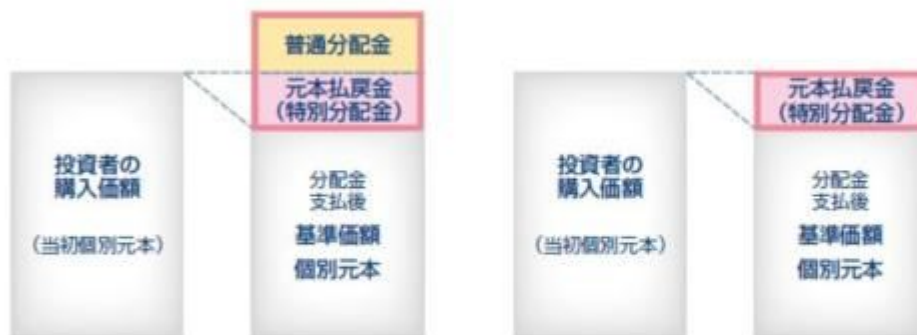 普通分配金
元本払戻金
（特別分配金）
投資者の
購入価額
（当初個別元本）
分配金
支払後
基準価額
個別元本
元本払戻金
（特別分配金）
投資者の
購入価額
（当初個別元本）
分配金
支払後
基準価額
個別元本